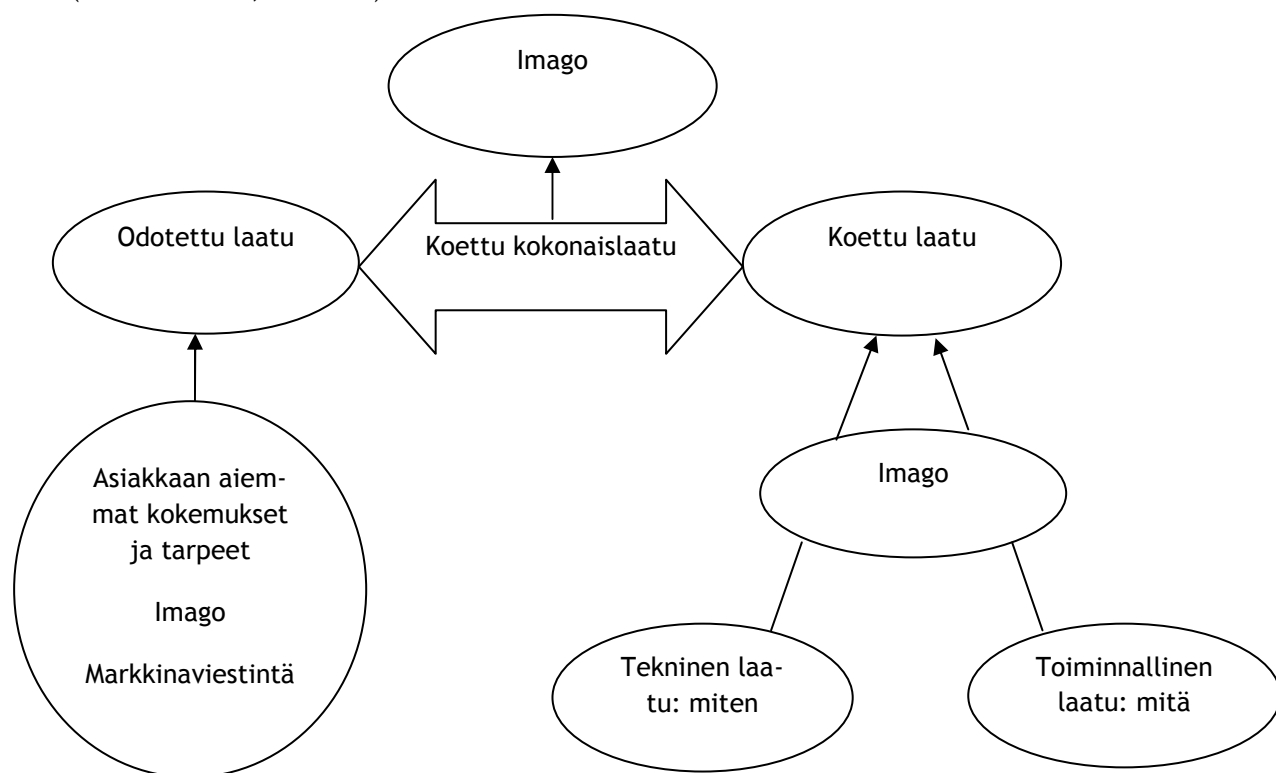 Imago
Odotettu laatu
Koettu kokonaislaatu
Koettu laatu
Asiakkaan aiem-
mat kokemukset
ja tarpeet
Imago
Markkinaviestintä
Imago
Tekninen laa-
tu: miten
Toiminnallinen
laatu: mitä